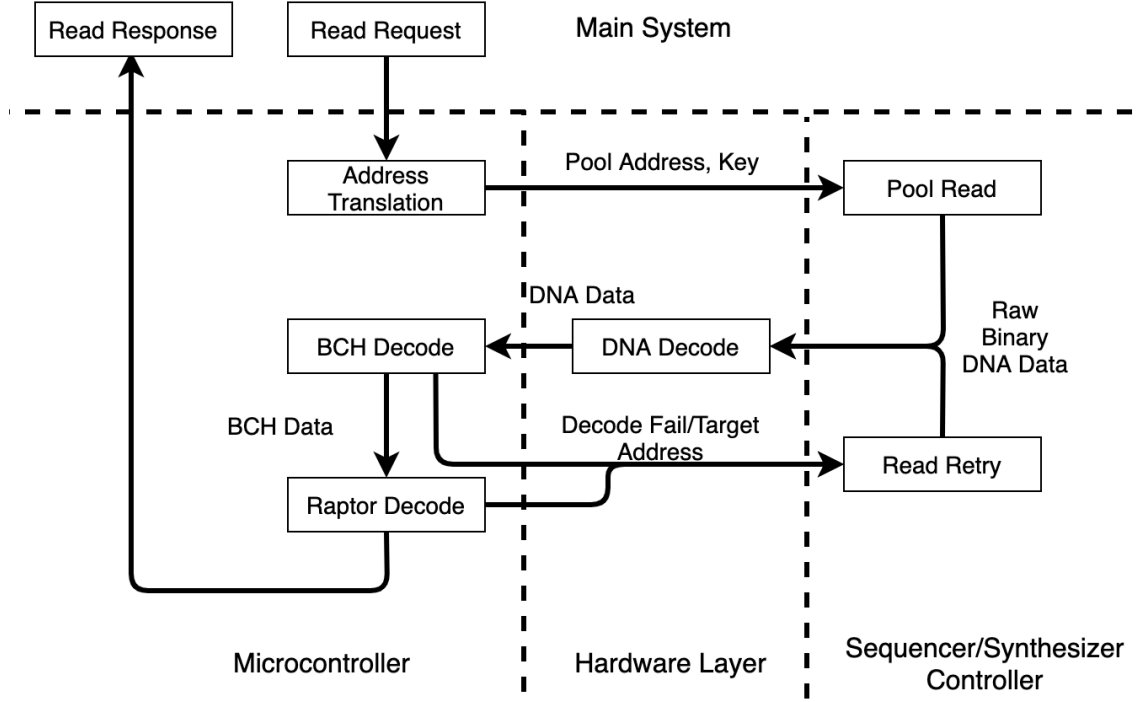 Read Response
Read Request
Main System
Address
Translation
Pool Address, Key
Pool Read
DNA Data
BCH Decode
DNA Decode
Raw
Binary
DNA Data
BCH Data
Decode Fail/Target
Address
Read Retry
Raptor Decode
Microcontroller
Hardware Layer
Sequencer/Synthesizer
Controller